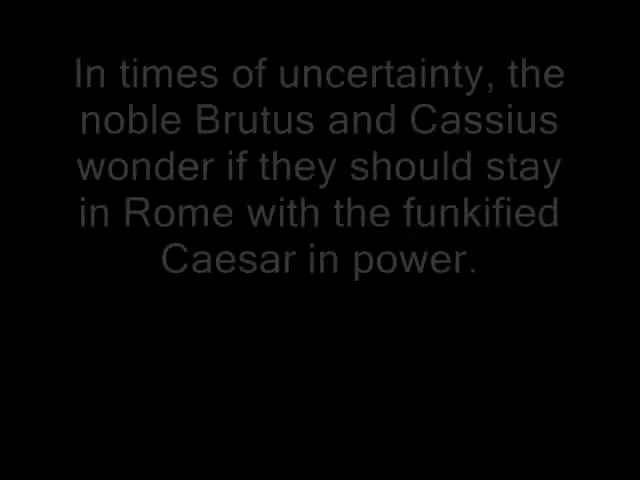 In times of uncertainty, the
noble Brutus and Cassius
wonder if they should stay
in Rome with the funkified
Caesar in power.